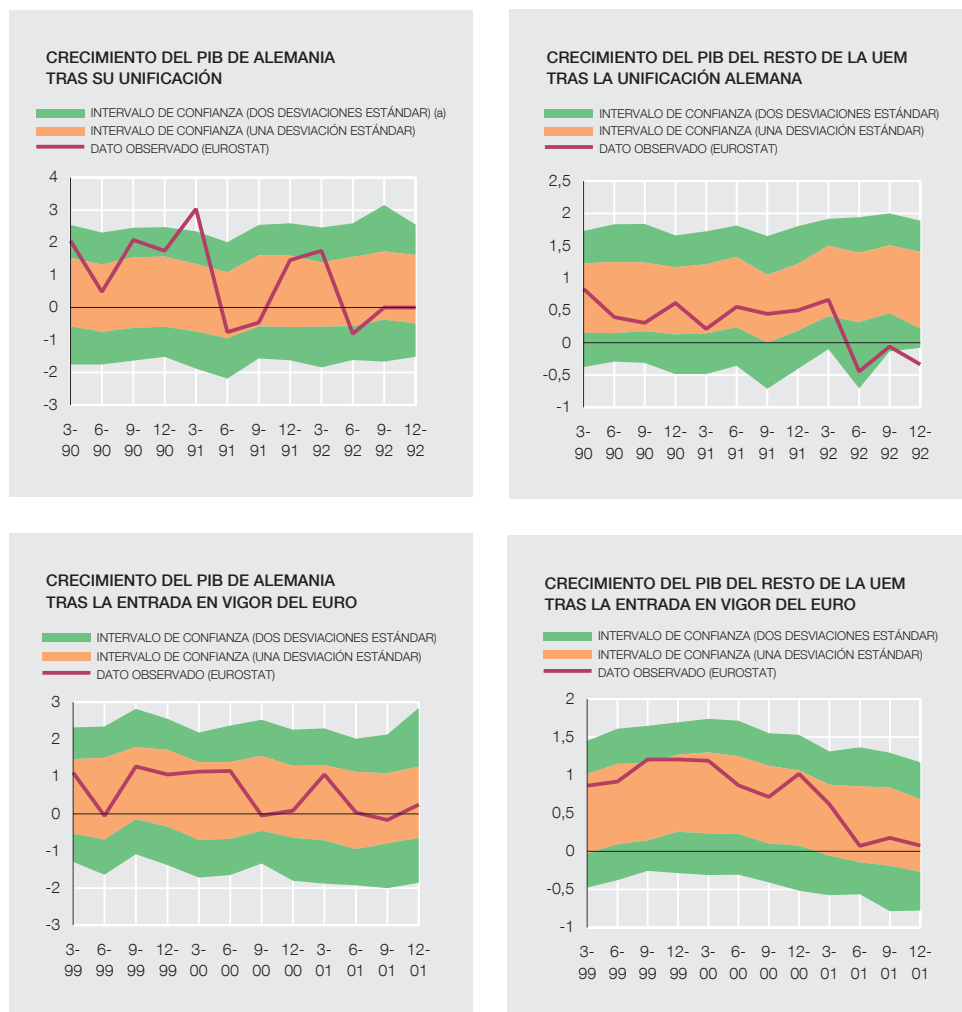 CRECIMIENTO DEL PIB DE ALEMANIA
TRAS SU UNIFICACIÓN
INTERVALO DE CONFIANZA (DOS DESVIACIONES ESTÁNDAR) (a)
INTERVALO DE CONFIANZA (UNA DESVIACIÓN ESTÁNDAR)
DATO OBSERVADO (EUROSTAT)
4
3
2
1
0
-1
-2
-3
3- 6- 9- 12- 3- 6- 9- 12- 3- 6- 9- 12-
90 90 90 90 91 91 91 91 92 92 92 92
CRECIMIENTO DEL PIB DEL RESTO DE LA UEM
TRAS LA UNIFICACIÓN ALEMANA
INTERVALO DE CONFIANZA (DOS DESVIACIONES ESTÁNDAR)
INTERVALO DE CONFIANZA (UNA DESVIACIÓN ESTÁNDAR)
DATO OBSERVADO (EUROSTAT)
2,5
2
1,5
1
0,5
0
-0,5
-1
3- 6- 9- 12- 3- 6- 9- 12- 3- 6- 9- 12-
90 90 90 90 91 91 91 91 92 92 92 92
CRECIMIENTO DEL PIB DE ALEMANIA
TRAS LA ENTRADA EN VIGOR DEL EURO
INTERVALO DE CONFIANZA (DOS DESVIACIONES ESTÁNDAR)
INTERVALO DE CONFIANZA (UNA DESVIACIÓN ESTÁNDAR)
DATO OBSERVADO (EUROSTAT)
3
2
1
0
-1
-2
-3
3- 6- 9- 12- 3- 6- 9- 12- 3- 6- 9- 12-
99 99 99 99 00 00 00 00 01 01 01 01
CRECIMIENTO DEL PIB DEL RESTO DE LA UEM
TRAS LA ENTRADA EN VIGOR DEL EURO
INTERVALO DE CONFIANZA (DOS DESVIACIONES ESTÁNDAR)
INTERVALO DE CONFIANZA (UNA DESVIACIÓN ESTÁNDAR)
DATO OBSERVADO (EUROSTAT)
2
1,5
1
0,5
0
-0,5
-1
3- 6- 9- 12- 3- 6- 9- 12- 3- 6- 9- 12-
99 99 99 99 00 00 00 00 01 01 01 01